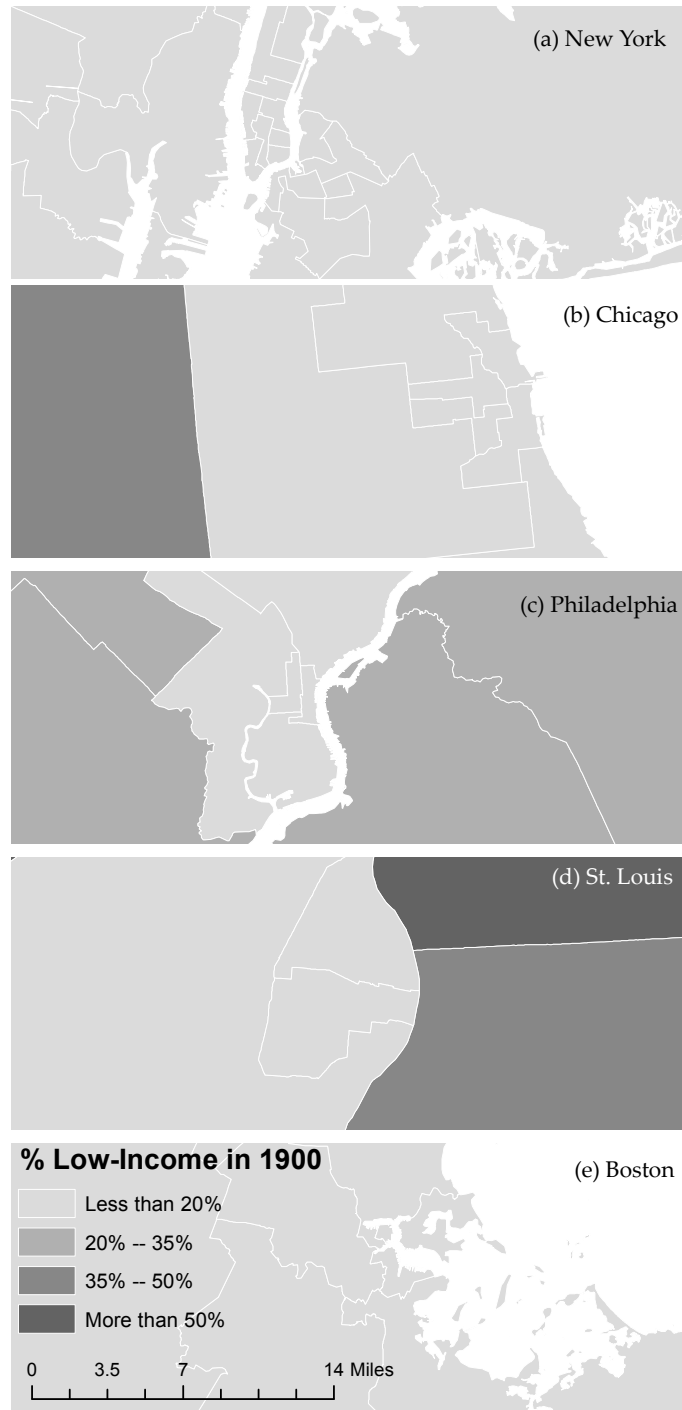 (a) New York
(b) Chicago
(c) Philadelphia
(d) St. Louis
(e) Boston
% Low-Income in 1900
Less than 20%
20% -- 35%
35% -- 50%
More than 50%
0 3.5 7 14 Miles